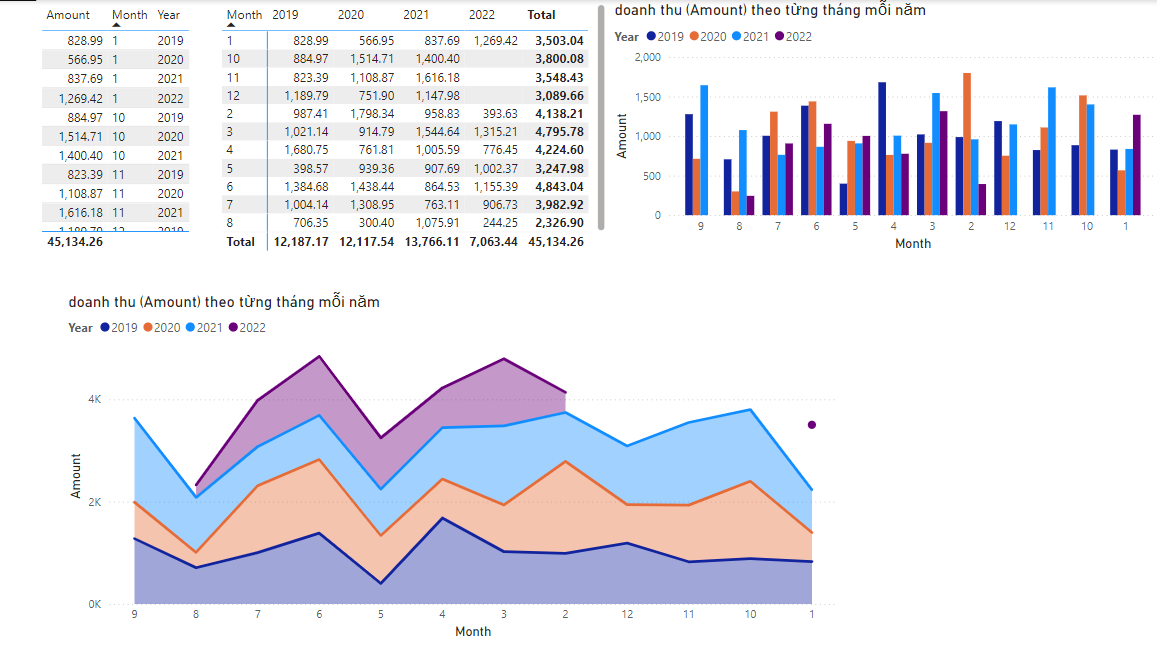 Amount Month Year
828.99 1 2019
566.95 1 2020
837.69 1 2021
1,269.42 1 2022
884.97 10 2019
1,514.71 10 2020
1,400.40 10 2021
823.39 11 2019
1,108.87 11 2020
1,616.18 11 2021
1,189.79 12 2019
45,134.26
Month 2019 2020 2021 2022 Total
1 828.99 566.95 837.69 1,269.42 3,503.04
10 884.97 1,514.71 1,400.40 3,800.08
11 823.39 1,108.87 1,616.18 3,548.43
12 1,189.79 751.90 1,147.98 3,089.66
2 987.41 1,798.34 958.83 393.63 4,138.21
3 1,021.14 914.79 1,544.64 1,315.21 4,795.78
4 1,680.75 761.81 1,005.59 776.45 4,224.60
5 398.57 939.36 907.69 1,002.37 3,247.98
6 1,384.68 1,438.44 864.53 1,155.39 4,843.04
7 1,004.14 1,308.95 763.11 906.73 3,982.92
8 706.35 300.40 1,075.91 244.25 2,326.90
Total 12,187.17 12,117.54 13,766.11 7,063.44 45,134.26
doanh thu (Amount) theo từng tháng mỗi năm
Year 2019 2020 2021 2022
2,000
1,500
1,000
500
0
Amount
9 8 7 6 5 4 3 2 12 11 10 1
Month
doanh thu (Amount) theo từng tháng mỗi năm
Year 2019 2020 2021 2022
4K
2K
0K
Amount
9 8 7 6 5 4 3 2 12 11 10 1
Month